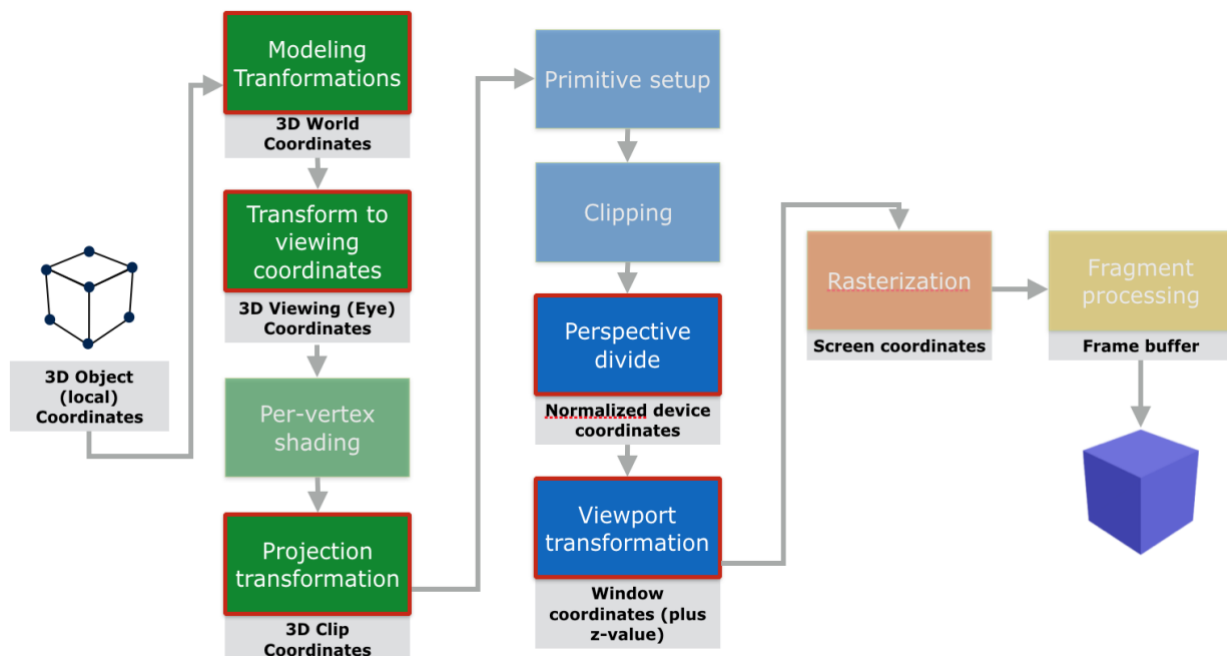 3D Object
(local)
Coordinates
Modeling
Tranformations
3D World
Coordinates
Transform to
viewing
coordinates
3D Viewing (Eye)
Coordinates
Per-vertex
shading
Projection
transformation
3D Clip
Coordinates
Primitive setup
Clipping
Perspective
divide
Normalized device
coordinates
Viewport
transformation
Window
coordinates (plus
z-value)
Rasterization
Screen coordinates
Fragment
processing
Frame buffer